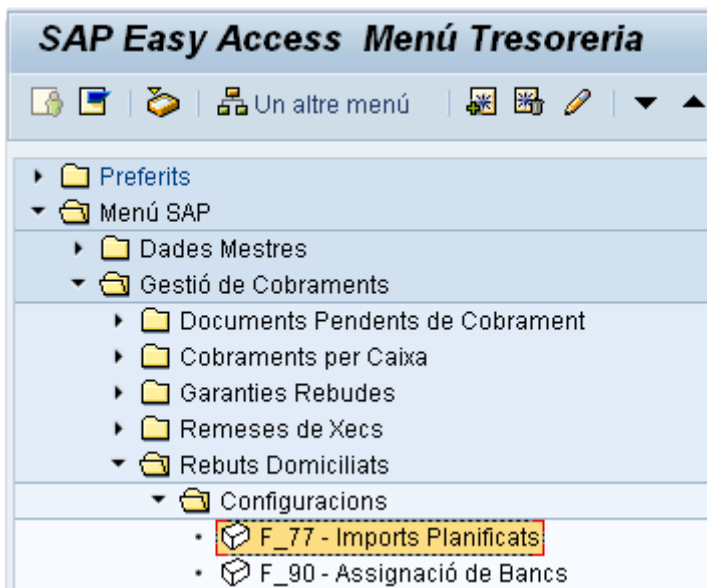 SAP Easy Access Menú Tresoreria
Un altre menú
Preferits
Menú SAP
Dades Mestres
Gestió de Cobraments
Documents Pendents de Cobrament
Cobraments per Caixa
Garanties Rebudes
Remeses de Xecs
Rebuts Domiciliats
Configuracions
F_77 - Imports Planificats
F_90 - Assignació de Bancs